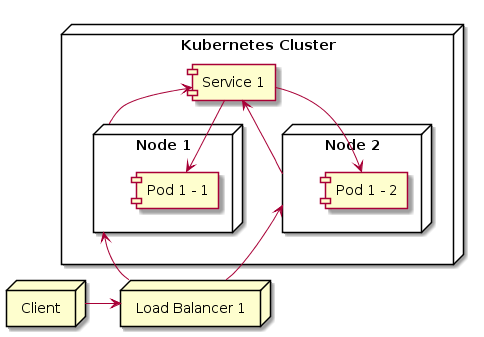 Kubernetes Cluster
Service 1
Node 1
Node 2
Pod 1 - 1
Pod 1 - 2
Client
Load Balancer 1